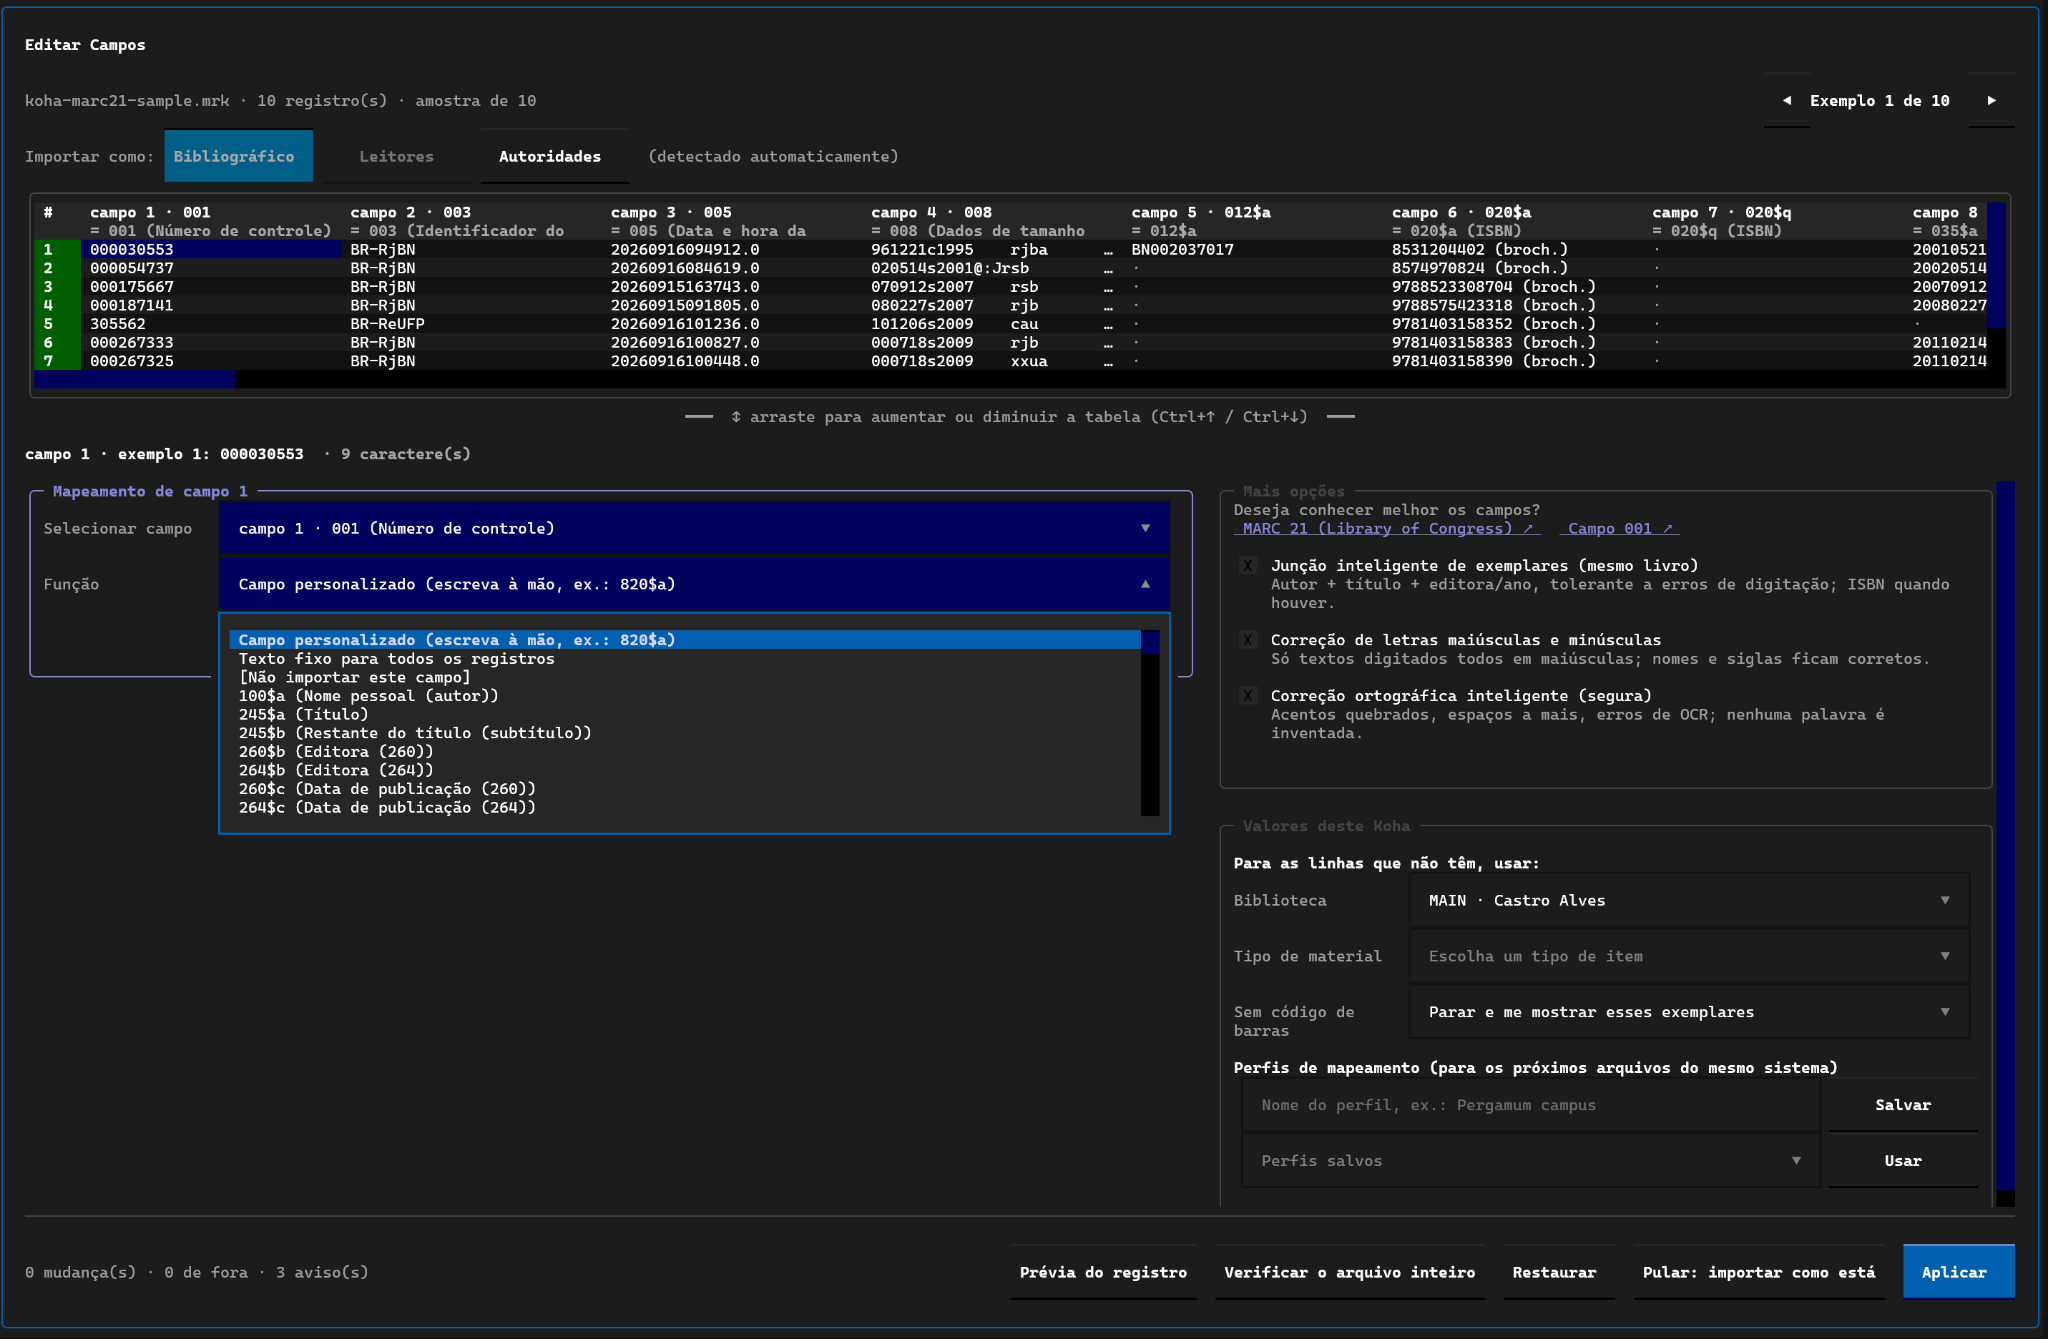 Editar Campos
koha-marc21-sample.mrk · 10 registro(s) · amostra de 10
◄ Exemplo 1 de 10 ►
Importar como: Bibliográfico Leitores Autoridades (detectado automaticamente)
# campo 1 · 001 campo 2 · 003 campo 3 · 005 campo 4 · 008 campo 5 · 012$a campo 6 · 020$a campo 7 · 020$q campo 8
= 001 (Número de controle) = 003 (Identificador do = 005 (Data e hora da = 008 (Dados de tamanho = 012$a = 020$a (ISBN) = 020$q (ISBN) = 035$a
1 000030553 BR-RjBN 20260916094912.0 961221c1995 rjba … BN002037017 8531204402 (broch.) · 20010521
2 000054737 BR-RjBN 20260916084619.0 020514s2001@:Jrsb … · 8574970824 (broch.) · 20020514
3 000175667 BR-RjBN 20260915163743.0 070912s2007 rsb … · 9788523308704 (broch.) · 20070912
4 000187141 BR-RjBN 20260915091805.0 080227s2007 rjb … · 9788575423318 (broch.) · 20080227
5 305562 BR-ReUFP 20260916101236.0 101206s2009 cau … · 9781403158352 (broch.) · ·
6 000267333 BR-RjBN 20260916100827.0 000718s2009 rjb … · 9781403158383 (broch.) · 20110214
7 000267325 BR-RjBN 20260916100448.0 000718s2009 xxua … · 9781403158390 (broch.) · 20110214
↕ arraste para aumentar ou diminuir a tabela (Ctrl+↑ / Ctrl+↓)
campo 1 · exemplo 1: 000030553 · 9 caractere(s)
Mapeamento de campo 1
Selecionar campo campo 1 · 001 (Número de controle) ▼
Função Campo personalizado (escreva à mão, ex.: 820$a) ▲
Campo personalizado (escreva à mão, ex.: 820$a)
Texto fixo para todos os registros
[Não importar este campo]
100$a (Nome pessoal (autor))
245$a (Título)
245$b (Restante do título (subtítulo))
260$b (Editora (260))
264$b (Editora (264))
260$c (Data de publicação (260))
264$c (Data de publicação (264))
Mais opções
Deseja conhecer melhor os campos?
MARC 21 (Library of Congress) ↗ Campo 001 ↗
X Junção inteligente de exemplares (mesmo livro)
Autor + título + editora/ano, tolerante a erros de digitação; ISBN quando
houver.
X Correção de letras maiúsculas e minúsculas
Só textos digitados todos em maiúsculas; nomes e siglas ficam corretos.
X Correção ortográfica inteligente (segura)
Acentos quebrados, espaços a mais, erros de OCR; nenhuma palavra é
inventada.
Valores deste Koha
Para as linhas que não têm, usar:
Biblioteca MAIN · Castro Alves ▼
Tipo de material Escolha um tipo de item ▼
Sem código de Parar e me mostrar esses exemplares ▼
barras
Perfis de mapeamento (para os próximos arquivos do mesmo sistema)
Nome do perfil, ex.: Pergamum campus Salvar
Perfis salvos ▼ Usar
0 mudança(s) · 0 de fora · 3 aviso(s)
Prévia do registro Verificar o arquivo inteiro Restaurar Pular: importar como está Aplicar